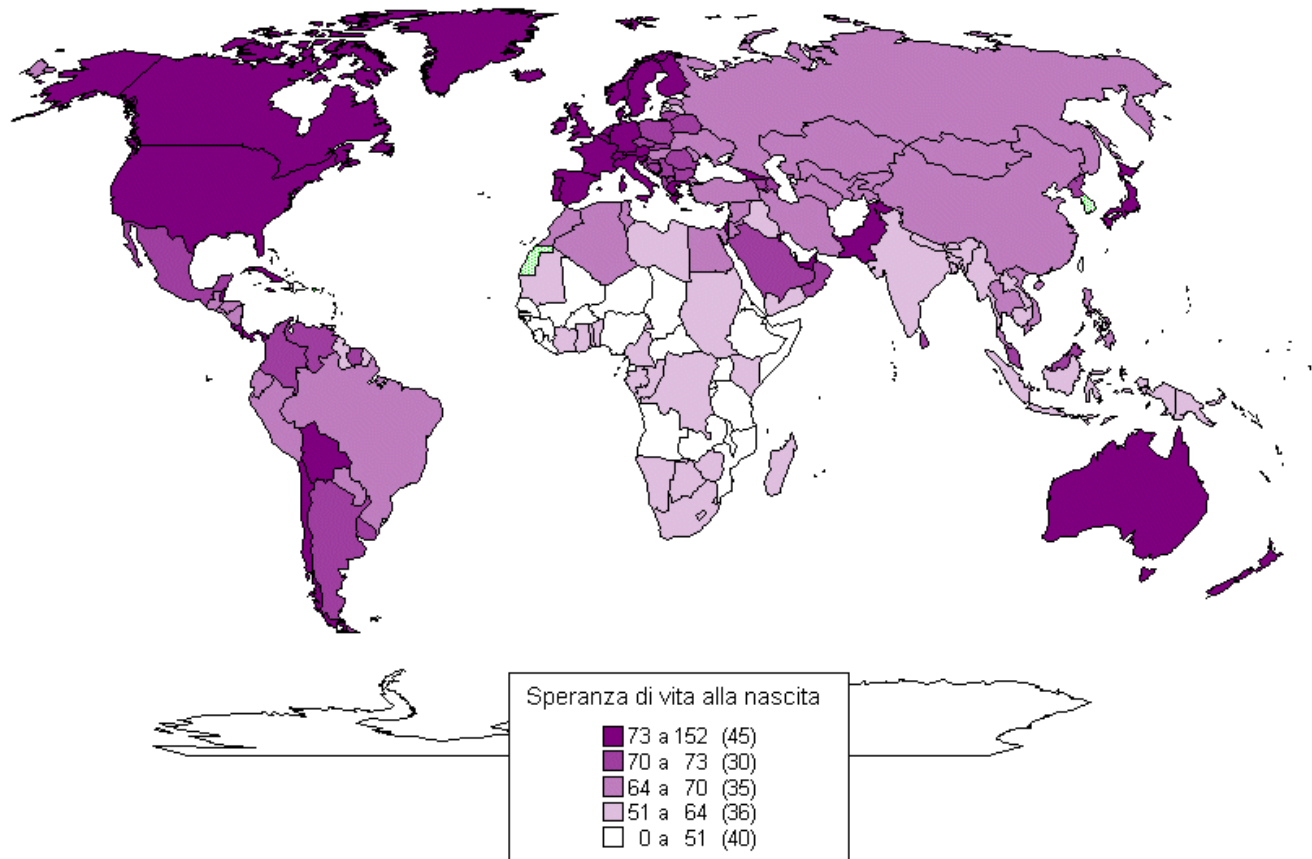 Speranza di vita alla nascita
73 a 152 (45)
70 a 73 (30)
64 a 70 (35)
51 a 64 (36)
0 a 51 (40)